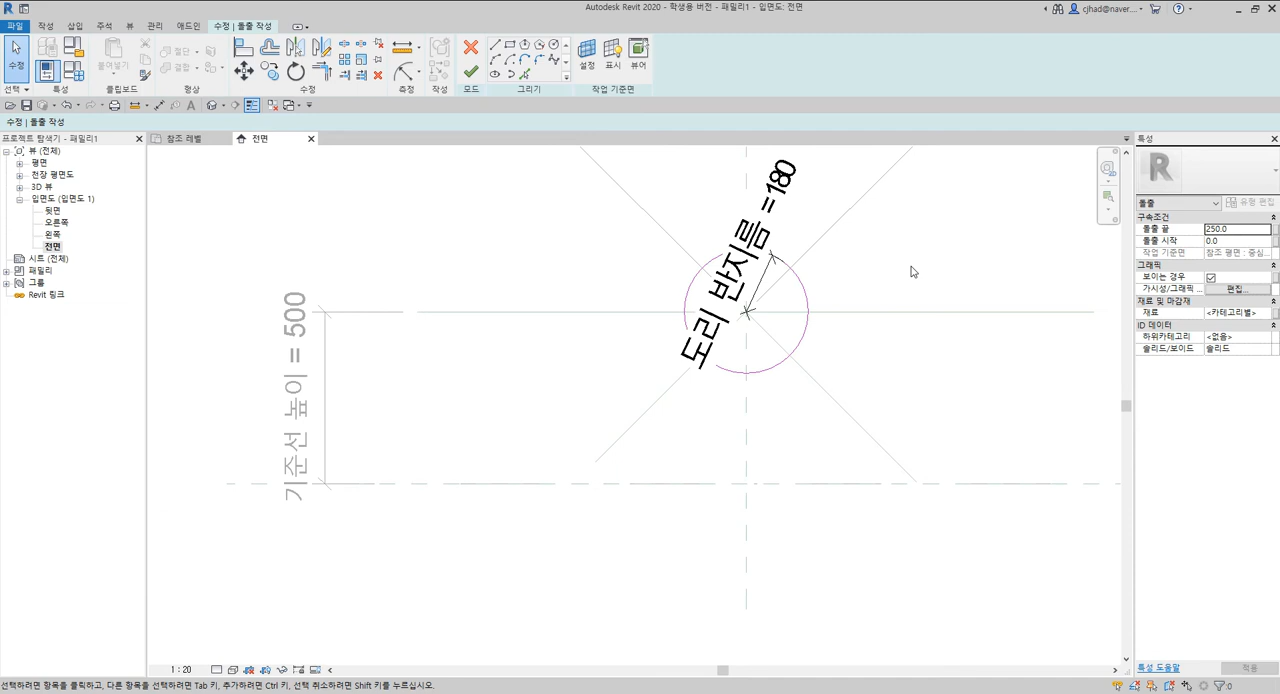 Autodesk Revit 2020 - 학생용 버전 - 패밀리1 - 입면도: 전면
cjhad@naver....
파일 작성 삽입 주석 뷰 관리 애드인 수정 | 돌출 작성
수정 붙여넣기 절단 결합 설정 표시 뷰어
선택 특성 클립보드 형상 수정 측정 작성 모드 그리기 작업 기준면
수정 | 돌출 작성
프로젝트 탐색기 - 패밀리1
참조 레벨
전면
특성
뷰 (전체)
평면
천장 평면도
3D 뷰
입면도 (입면도 1)
뒷면
오른쪽
왼쪽
전면
시트 (전체)
패밀리
그룹
Revit 링크
도리 반지름 = 180
기준선 높이 = 500
돌출 유형 편집
구속조건
돌출 끝 250.0
돌출 시작 0.0
작업 기준면 참조 평면 : 중심...
그래픽
보이는 경우
가시성/그래픽 ... 편집...
재료 및 마감재
재료 <카테고리별>
ID 데이터
하위카테고리 <없음>
솔리드/보이드 솔리드
특성 도움말 적용
1 : 20
선택하려면 항목을 클릭하고, 다른 항목을 선택하려면 Tab 키, 추가하려면 Ctrl 키, 선택 취소하려면 Shift 키를 누르십시오.
:0